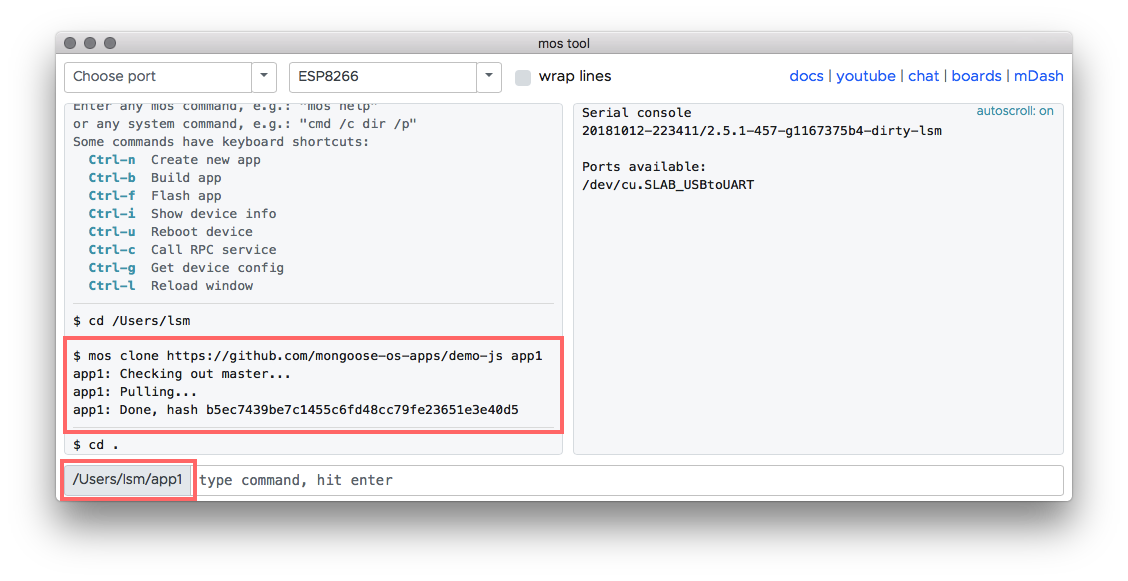 mos tool
Choose port
ESP8266
wrap lines
docs | youtube | chat | boards | mDash
Enter any mos command, e.g.: "mos help"
or any system command, e.g.: "cmd /c dir /p"
Some commands have keyboard shortcuts:
Ctrl-n Create new app
Ctrl-b Build app
Ctrl-f Flash app
Ctrl-i Show device info
Ctrl-u Reboot device
Ctrl-c Call RPC service
Ctrl-g Get device config
Ctrl-l Reload window
$ cd /Users/lsm
$ mos clone https://github.com/mongoose-os-apps/demo-js app1
app1: Checking out master...
app1: Pulling...
app1: Done, hash b5ec7439be7c1455c6fd48cc79fe23651e3e40d5
$ cd .
Serial console
autoscroll: on
20181012-223411/2.5.1-457-g1167375b4-dirty-lsm
Ports available:
/dev/cu.SLAB_USBtoUART
/Users/lsm/app1
type command, hit enter